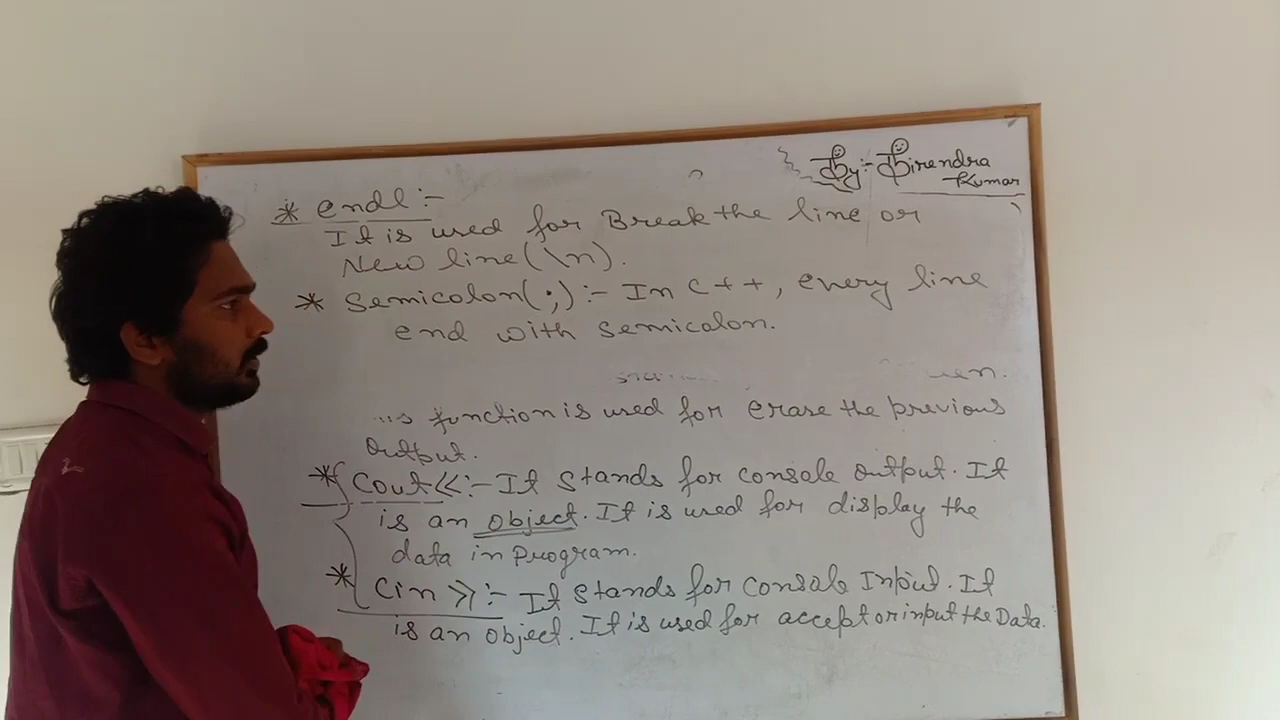 By:- Birendra
Kumar
* endl :-
It is used for Break the line or
New line (\n).
* Semicolon(;) :- In C++, every line
end with semicolon.
function is used for erase the previous
Output.
* Cout<< :- It stands for console output. It
is an object. It is used for display the
data in Program.
* Cin >> :- It stands for Console Input. It
is an object. It is used for accept or input the Data.